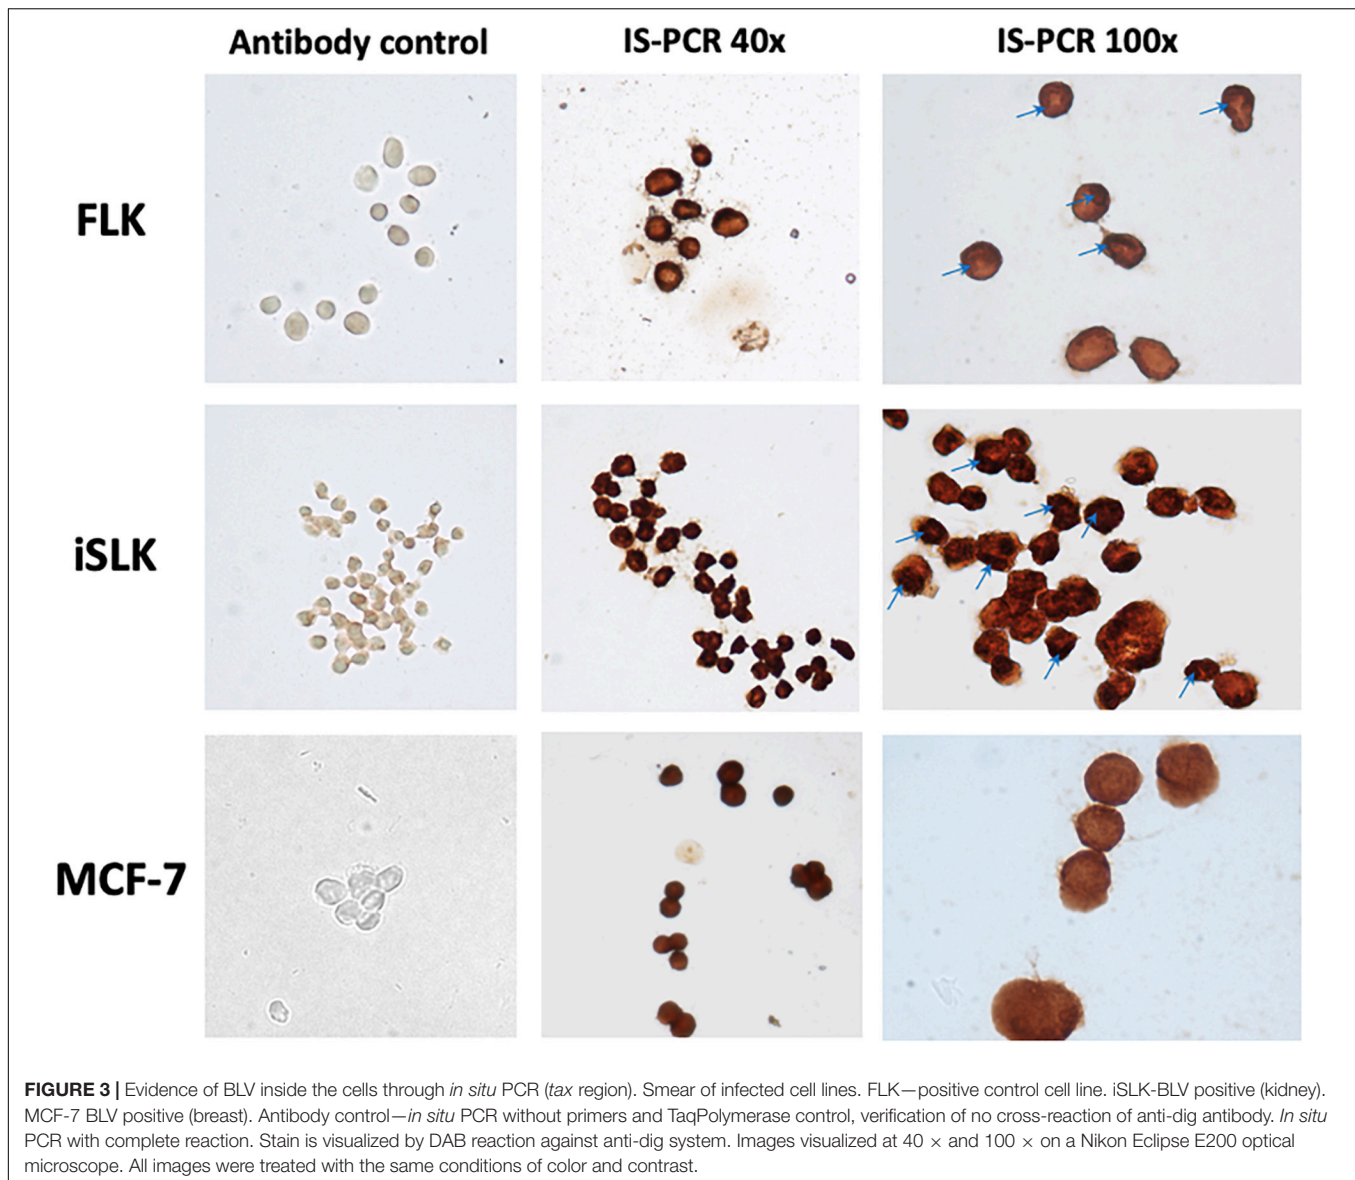 Antibody control IS-PCR 40x IS-PCR 100x
FLK
iSLK
MCF-7
FIGURE 3 | Evidence of BLV inside the cells through in situ PCR (tax region). Smear of infected cell lines. FLK—positive control cell line. iSLK-BLV positive (kidney).
MCF-7 BLV positive (breast). Antibody control—in situ PCR without primers and TaqPolymerase control, verification of no cross-reaction of anti-dig antibody. In situ
PCR with complete reaction. Stain is visualized by DAB reaction against anti-dig system. Images visualized at 40 × and 100 × on a Nikon Eclipse E200 optical
microscope. All images were treated with the same conditions of color and contrast.